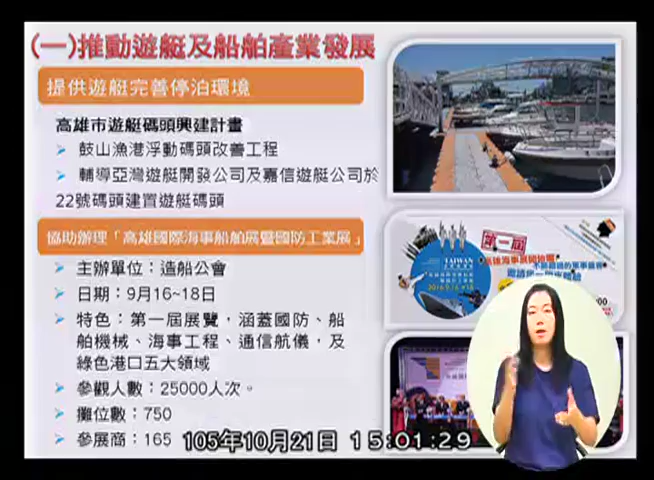 (一)推動遊艇及船舶產業發展
提供遊艇完善停泊環境
高雄市遊艇碼頭興建計畫
鼓山漁港浮動碼頭改善工程
輔導亞灣遊艇開發公司及嘉信遊艇公司於
22號碼頭建置遊艇碼頭
協助辦理「高雄國際海事船舶展暨國防工業展」
主辦單位：造船公會
日期：9月16~18日
特色：第一屆展覽，涵蓋國防、船
舶機械、海事工程、通信航儀，及
綠色港口五大領域
參觀人數：25000人次。
攤位數：750
參展商：165
第一屆
TAIWAN
105年10月21日 15:01:29